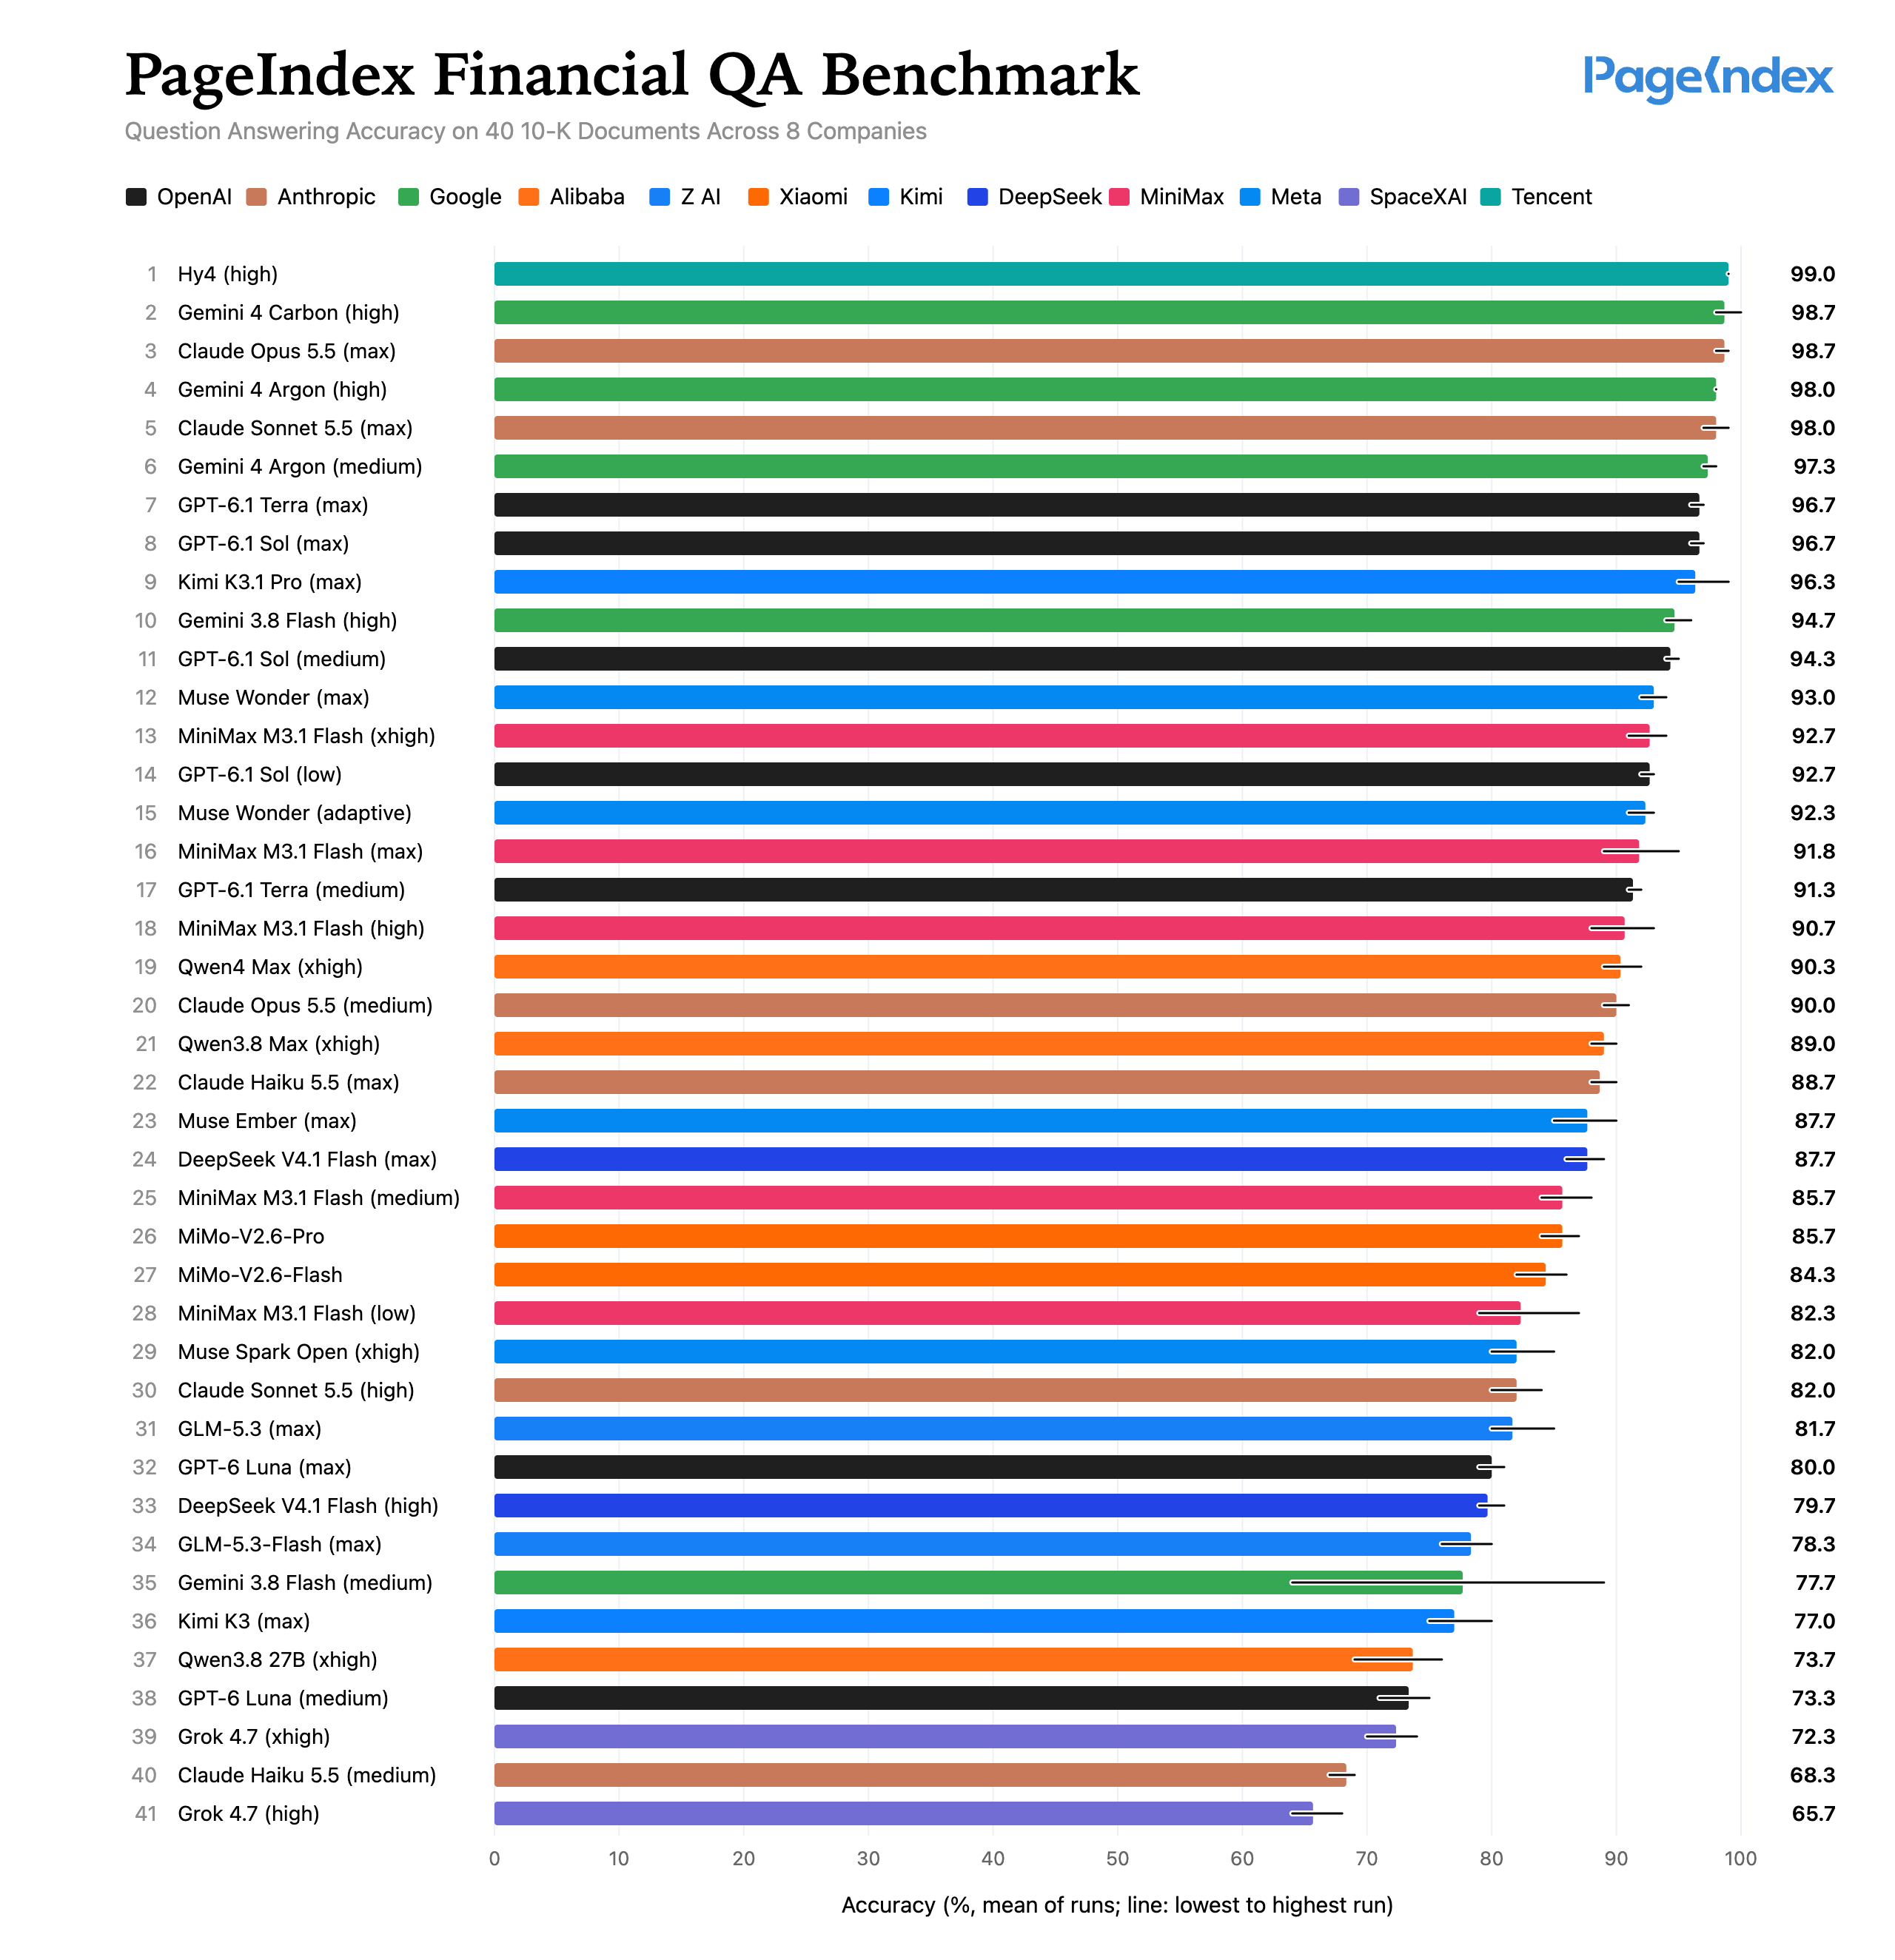 PageIndex Financial QA Benchmark
PageIndex
Question Answering Accuracy on 40 10-K Documents Across 8 Companies
OpenAI Anthropic Google Alibaba Z AI Xiaomi Kimi DeepSeek MiniMax Meta SpaceXAI Tencent
1 Hy4 (high) 99.0
2 Gemini 4 Carbon (high) 98.7
3 Claude Opus 5.5 (max) 98.7
4 Gemini 4 Argon (high) 98.0
5 Claude Sonnet 5.5 (max) 98.0
6 Gemini 4 Argon (medium) 97.3
7 GPT-6.1 Terra (max) 96.7
8 GPT-6.1 Sol (max) 96.7
9 Kimi K3.1 Pro (max) 96.3
10 Gemini 3.8 Flash (high) 94.7
11 GPT-6.1 Sol (medium) 94.3
12 Muse Wonder (max) 93.0
13 MiniMax M3.1 Flash (xhigh) 92.7
14 GPT-6.1 Sol (low) 92.7
15 Muse Wonder (adaptive) 92.3
16 MiniMax M3.1 Flash (max) 91.8
17 GPT-6.1 Terra (medium) 91.3
18 MiniMax M3.1 Flash (high) 90.7
19 Qwen4 Max (xhigh) 90.3
20 Claude Opus 5.5 (medium) 90.0
21 Qwen3.8 Max (xhigh) 89.0
22 Claude Haiku 5.5 (max) 88.7
23 Muse Ember (max) 87.7
24 DeepSeek V4.1 Flash (max) 87.7
25 MiniMax M3.1 Flash (medium) 85.7
26 MiMo-V2.6-Pro 85.7
27 MiMo-V2.6-Flash 84.3
28 MiniMax M3.1 Flash (low) 82.3
29 Muse Spark Open (xhigh) 82.0
30 Claude Sonnet 5.5 (high) 82.0
31 GLM-5.3 (max) 81.7
32 GPT-6 Luna (max) 80.0
33 DeepSeek V4.1 Flash (high) 79.7
34 GLM-5.3-Flash (max) 78.3
35 Gemini 3.8 Flash (medium) 77.7
36 Kimi K3 (max) 77.0
37 Qwen3.8 27B (xhigh) 73.7
38 GPT-6 Luna (medium) 73.3
39 Grok 4.7 (xhigh) 72.3
40 Claude Haiku 5.5 (medium) 68.3
41 Grok 4.7 (high) 65.7
0 10 20 30 40 50 60 70 80 90 100
Accuracy (%, mean of runs; line: lowest to highest run)